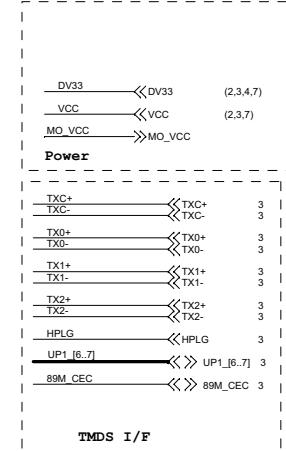 DV33 DV33 (2,3,4,7)
VCC VCC (2,3,7)
MO_VCC MO_VCC
Power
TXC+ TXC+ 3
TXC- TXC- 3
TX0+ TX0+ 3
TX0- TX0- 3
TX1+ TX1+ 3
TX1- TX1- 3
TX2+ TX2+ 3
TX2- TX2- 3
HPLG HPLG 3
UP1_[6..7] UP1_[6..7] 3
89M_CEC 89M_CEC 3
TMDS I/F